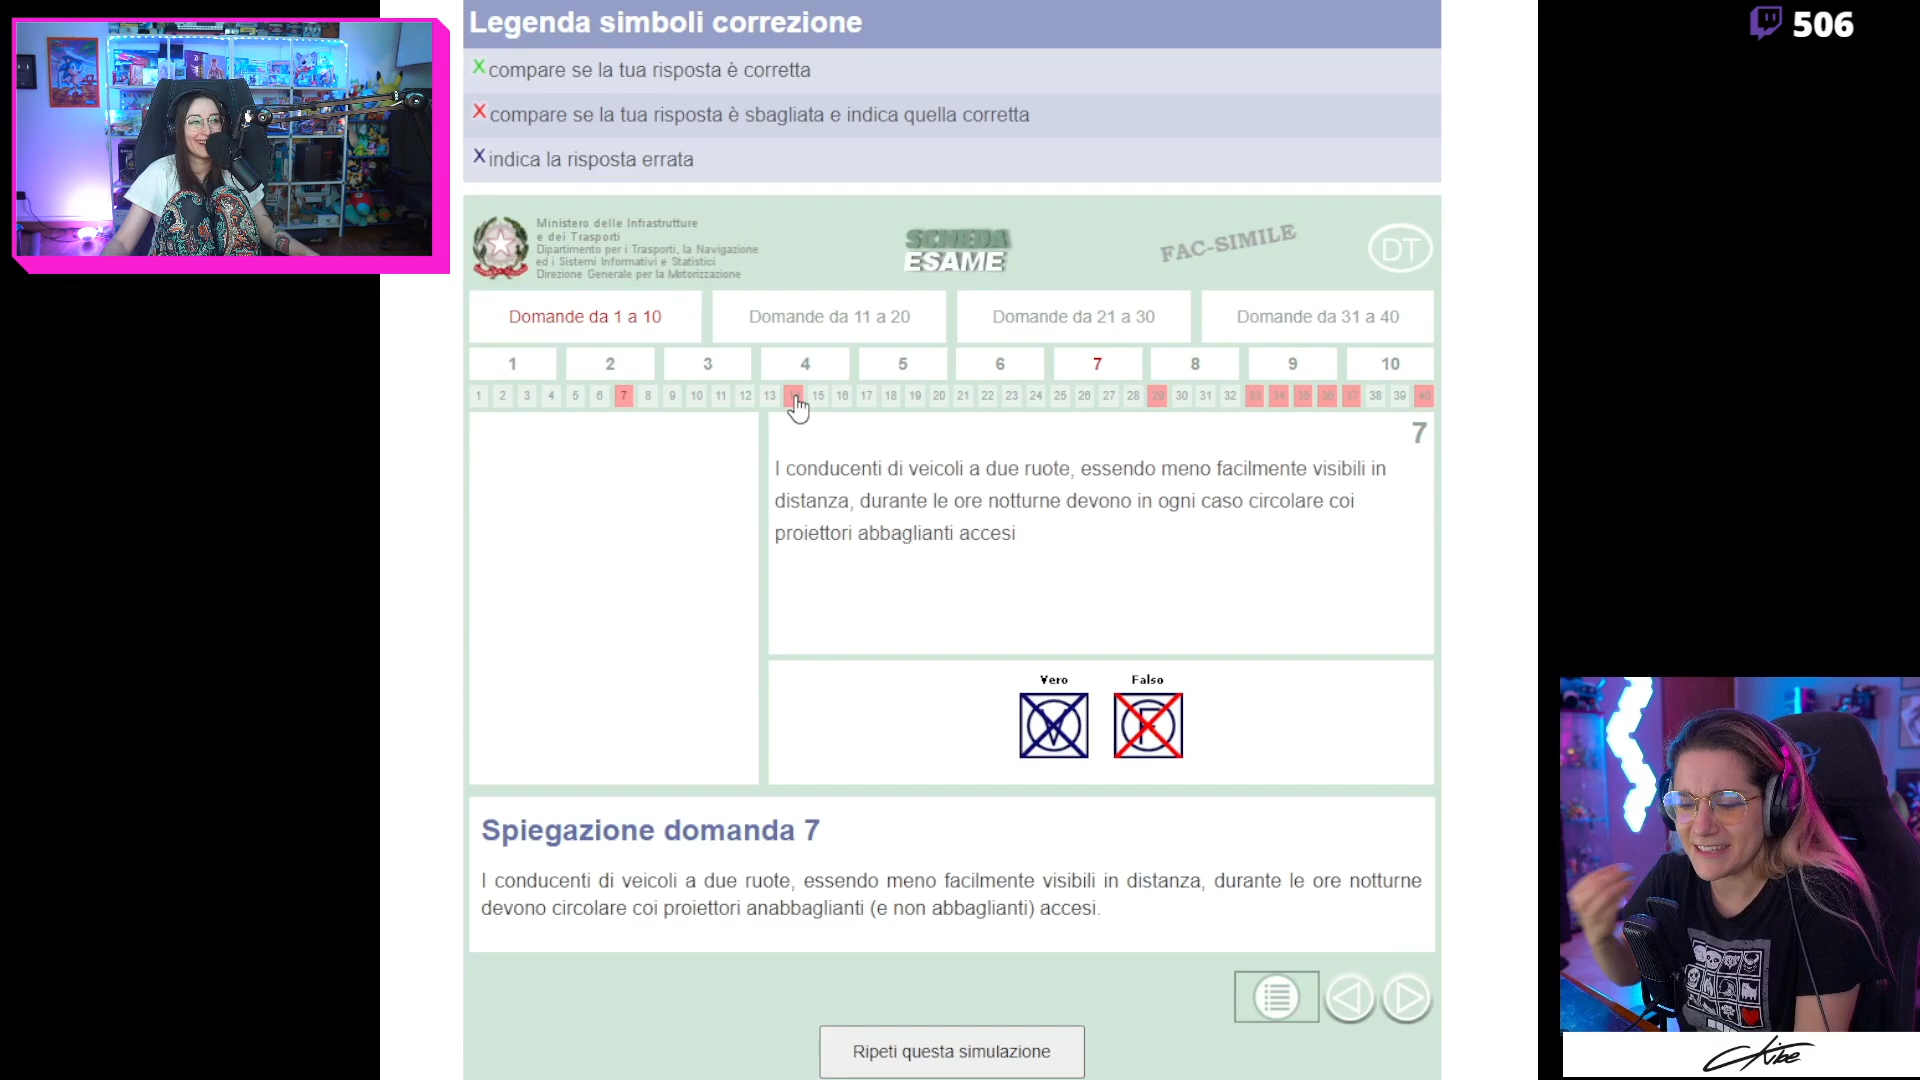 506
Legenda simboli correzione
X compare se la tua risposta è corretta
X compare se la tua risposta è sbagliata e indica quella corretta
X indica la risposta errata
Ministero delle Infrastrutture
e dei Trasporti
Dipartimento per i Trasporti, la Navigazione
ed i Sistemi Informativi e Statistici
Direzione Generale per la Motorizzazione
SCHEDA
ESAME
FAC-SIMILE
DT
Domande da 1 a 10 Domande da 11 a 20 Domande da 21 a 30 Domande da 31 a 40
1 2 3 4 5 6 7 8 9 10
1 2 3 4 5 6 7 8 9 10 11 12 13 15 16 17 18 19 20 21 22 23 24 25 26 27 28 29 30 31 32 33 34 35 36 37 38 39 40
7
I conducenti di veicoli a due ruote, essendo meno facilmente visibili in
distanza, durante le ore notturne devono in ogni caso circolare coi
proiettori abbaglianti accesi
Vero Falso
V F
Spiegazione domanda 7
I conducenti di veicoli a due ruote, essendo meno facilmente visibili in distanza, durante le ore notturne
devono circolare coi proiettori anabbaglianti (e non abbaglianti) accesi.
Ripeti questa simulazione